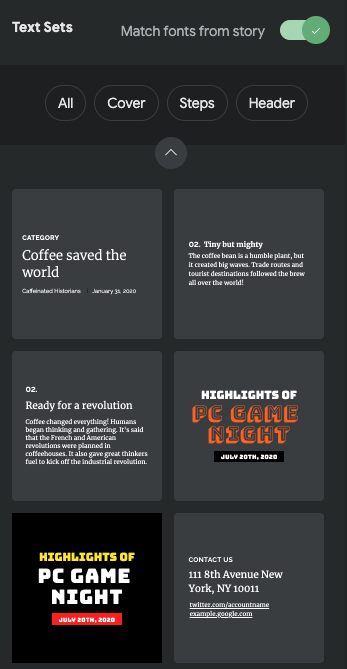 Text Sets
Match fonts from story
All
Cover
Steps
Header
CATEGORY
Coffee saved the
world
Caffeinated Historians | January 31, 2020
02. Tiny but mighty
The coffee bean is a humble plant, but
it created big waves. Trade routes and
tourist destinations followed the brew
all over the world!
02.
Ready for a revolution
Coffee changed everything! Humans
began thinking and gathering. It's said
that the French and American
revolutions were planned in
coffeehouses. It also gave great thinkers
fuel to kick off the industrial revolution.
HIGHLIGHTS OF
PC GAME
NIGHT
JULY 20TH, 2020
HIGHLIGHTS OF
PC GAME
NIGHT
JULY 20TH, 2020
CONTACT US
111 8th Avenue New
York, NY 10011
twitter.com/accountname
example.google.com